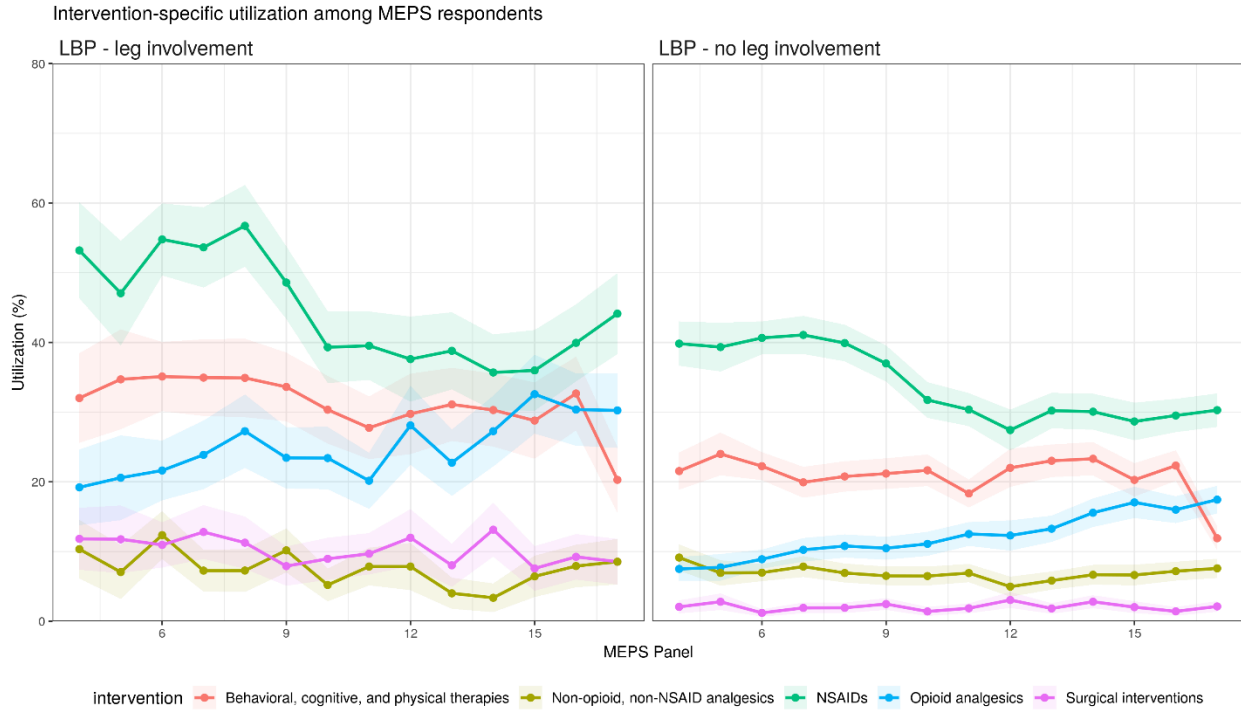 Intervention-specific utilization among MEPS respondents
LBP - leg involvement
LBP - no leg involvement
80
60
40
20
0
Utilization (%)
6
9
12
15
6
9
12
15
MEPS Panel
intervention Behavioral, cognitive, and physical therapies Non-opioid, non-NSAID analgesics NSAIDs Opioid analgesics Surgical interventions